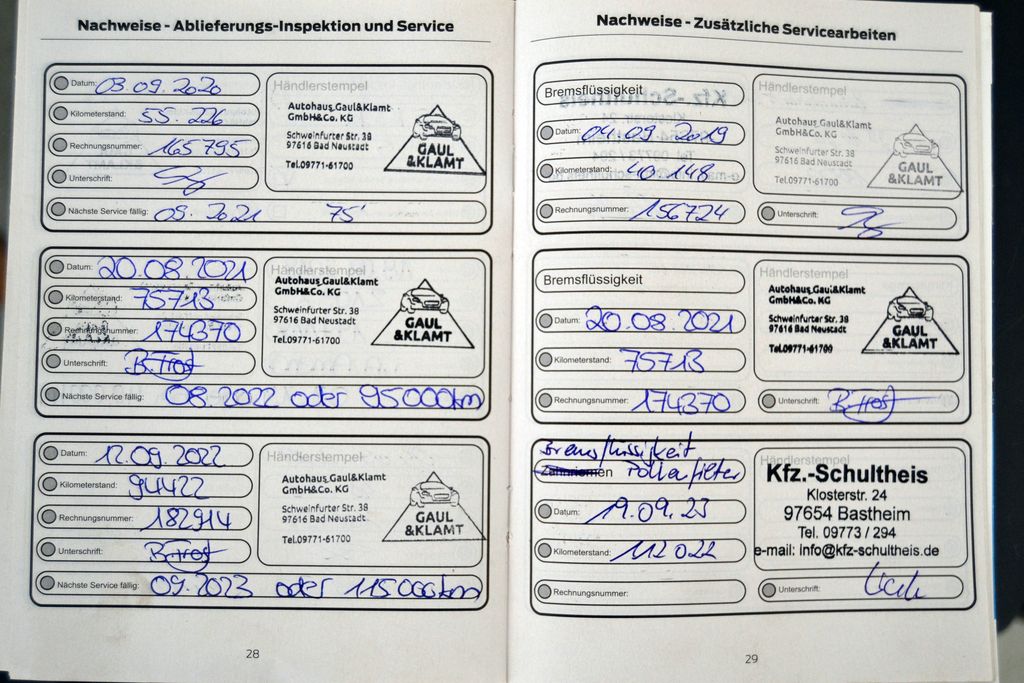 Nachweise - Ablieferungs-Inspektion und Service
Datum: 03.09.2020
Kilometerstand: 55.226
Rechnungsnummer: 165795
Unterschrift:
Nächste Service fällig: 09.2021 75'
Händlerstempel
Autohaus Gaul&Klamt
GmbH&Co. KG
Schweinfurter Str. 38
97616 Bad Neustadt
Tel.09771-61700
GAUL
&KLAMT
Datum: 20.08.2021
Kilometerstand: 75713
Rechnungsnummer: 174370
Unterschrift: B.Frost
Nächste Service fällig: 08.2022 oder 95000km
Händlerstempel
Autohaus Gaul&Klamt
GmbH&Co. KG
Schweinfurter Str. 38
97616 Bad Neustadt
Tel.09771-61700
GAUL
&KLAMT
Datum: 12.09.2022
Kilometerstand: 94422
Rechnungsnummer: 182914
Unterschrift: B.Frost
Nächste Service fällig: 09.2023 oder 115000km
Händlerstempel
Autohaus Gaul&Klamt
GmbH&Co. KG
Schweinfurter Str. 38
97616 Bad Neustadt
Tel.09771-61700
GAUL
&KLAMT
28
Nachweise - Zusätzliche Servicearbeiten
Bremsflüssigkeit
Datum: 04.09.2019
Kilometerstand: 40.148
Rechnungsnummer: 156724
Händlerstempel
Autohaus Gaul&Klamt
GmbH&Co. KG
Schweinfurter Str. 38
97616 Bad Neustadt
Tel.09771-61700
GAUL
&KLAMT
Unterschrift:
Bremsflüssigkeit
Datum: 20.08.2021
Kilometerstand: 75713
Rechnungsnummer: 174370
Händlerstempel
Autohaus Gaul&Klamt
GmbH&Co. KG
Schweinfurter Str. 38
97616 Bad Neustadt
Tel.09771-61700
GAUL
&KLAMT
Unterschrift: B.Frost
Bremsflüssigkeit
Zahnriemen Pollenfilter
Datum: 19.09.23
Kilometerstand: 112022
Rechnungsnummer:
Händlerstempel
Kfz.-Schultheis
Klosterstr. 24
97654 Bastheim
Tel. 09773 / 294
e-mail: info@kfz-schultheis.de
Unterschrift:
29